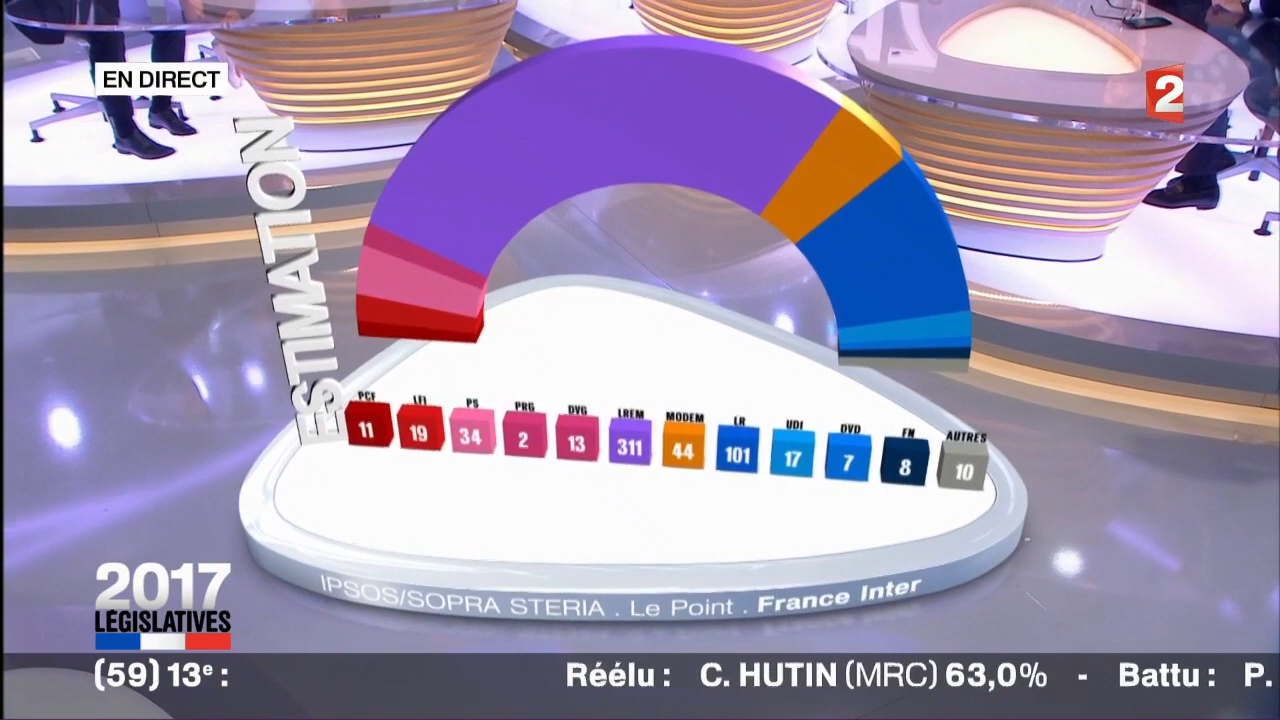 EN DIRECT
2
ESTIMATION
PCF LFI PS PRG DVG LREM MODEM LR UDI DVD FN AUTRES
11 19 34 2 13 311 44 101 17 7 8 10
IPSOS/SOPRA STERIA . Le Point . France Inter
2017
LÉGISLATIVES
(59) 13e : Réélu : C. HUTIN (MRC) 63,0% - Battu : P.